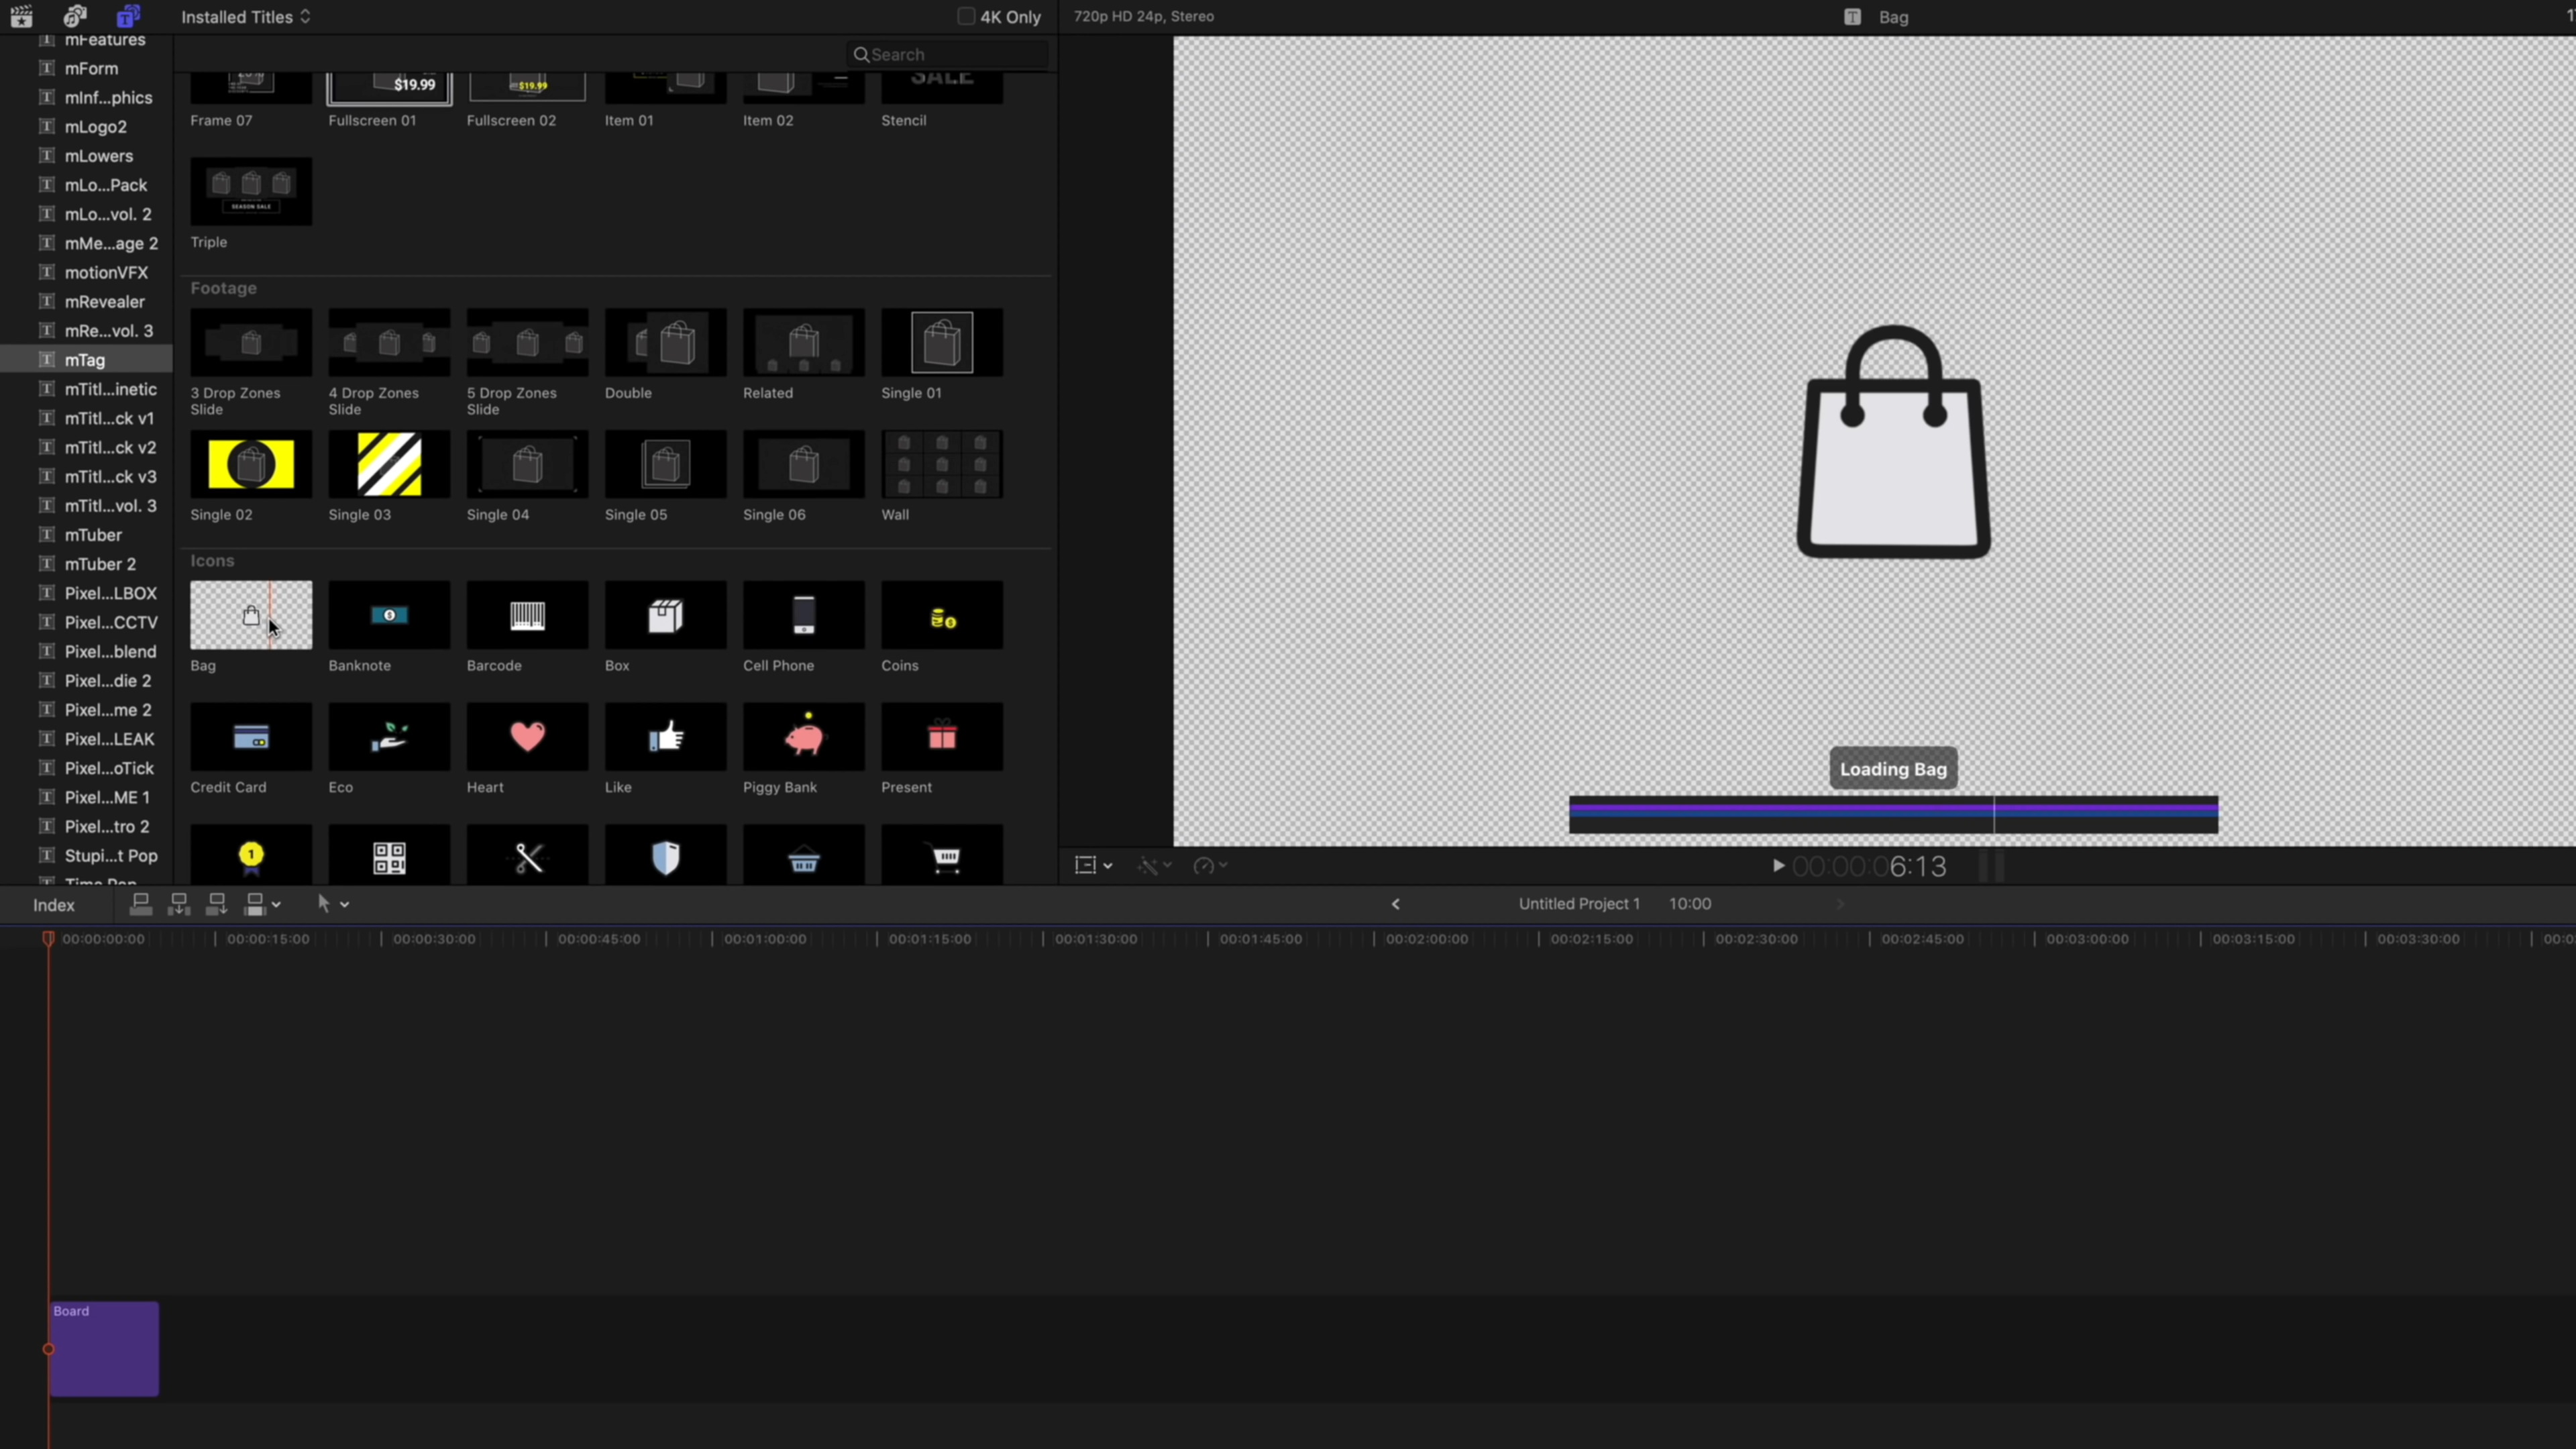 Installed Titles
4K Only
720p HD 24p, Stereo
Bag
Search
mFeatures
mForm
mInf...phics
mLogo2
mLowers
mLo...Pack
mLo...vol. 2
mMe...age 2
motionVFX
mRevealer
mRe...vol. 3
mTag
mTitl...inetic
mTitl...ck v1
mTitl...ck v2
mTitl...ck v3
mTitl...vol. 3
mTuber
mTuber 2
Pixel...LBOX
Pixel...CCTV
Pixel...blend
Pixel...die 2
Pixel...me 2
Pixel...LEAK
Pixel...oTick
Pixel...ME 1
Pixel...tro 2
Stupi...t Pop
Time Pop
$19.99
$19.99
SALE
Frame 07
Fullscreen 01
Fullscreen 02
Item 01
Item 02
Stencil
SEASON SALE
Triple
Footage
3 Drop Zones Slide
4 Drop Zones Slide
5 Drop Zones Slide
Double
Related
Single 01
Single 02
Single 03
Single 04
Single 05
Single 06
Wall
Icons
Bag
Banknote
Barcode
Box
Cell Phone
Coins
Credit Card
Eco
Heart
Like
Piggy Bank
Present
1
Loading Bag
00:00:06:13
Index
Untitled Project 1
10:00
00:00:00:00
00:00:15:00
00:00:30:00
00:00:45:00
00:01:00:00
00:01:15:00
00:01:30:00
00:01:45:00
00:02:00:00
00:02:15:00
00:02:30:00
00:02:45:00
00:03:00:00
00:03:15:00
00:03:30:00
Board